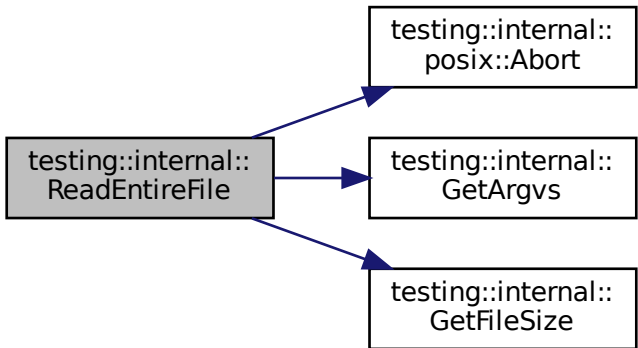 testing::internal::
posix::Abort
testing::internal::
ReadEntireFile
testing::internal::
GetArgvs
testing::internal::
GetFileSize